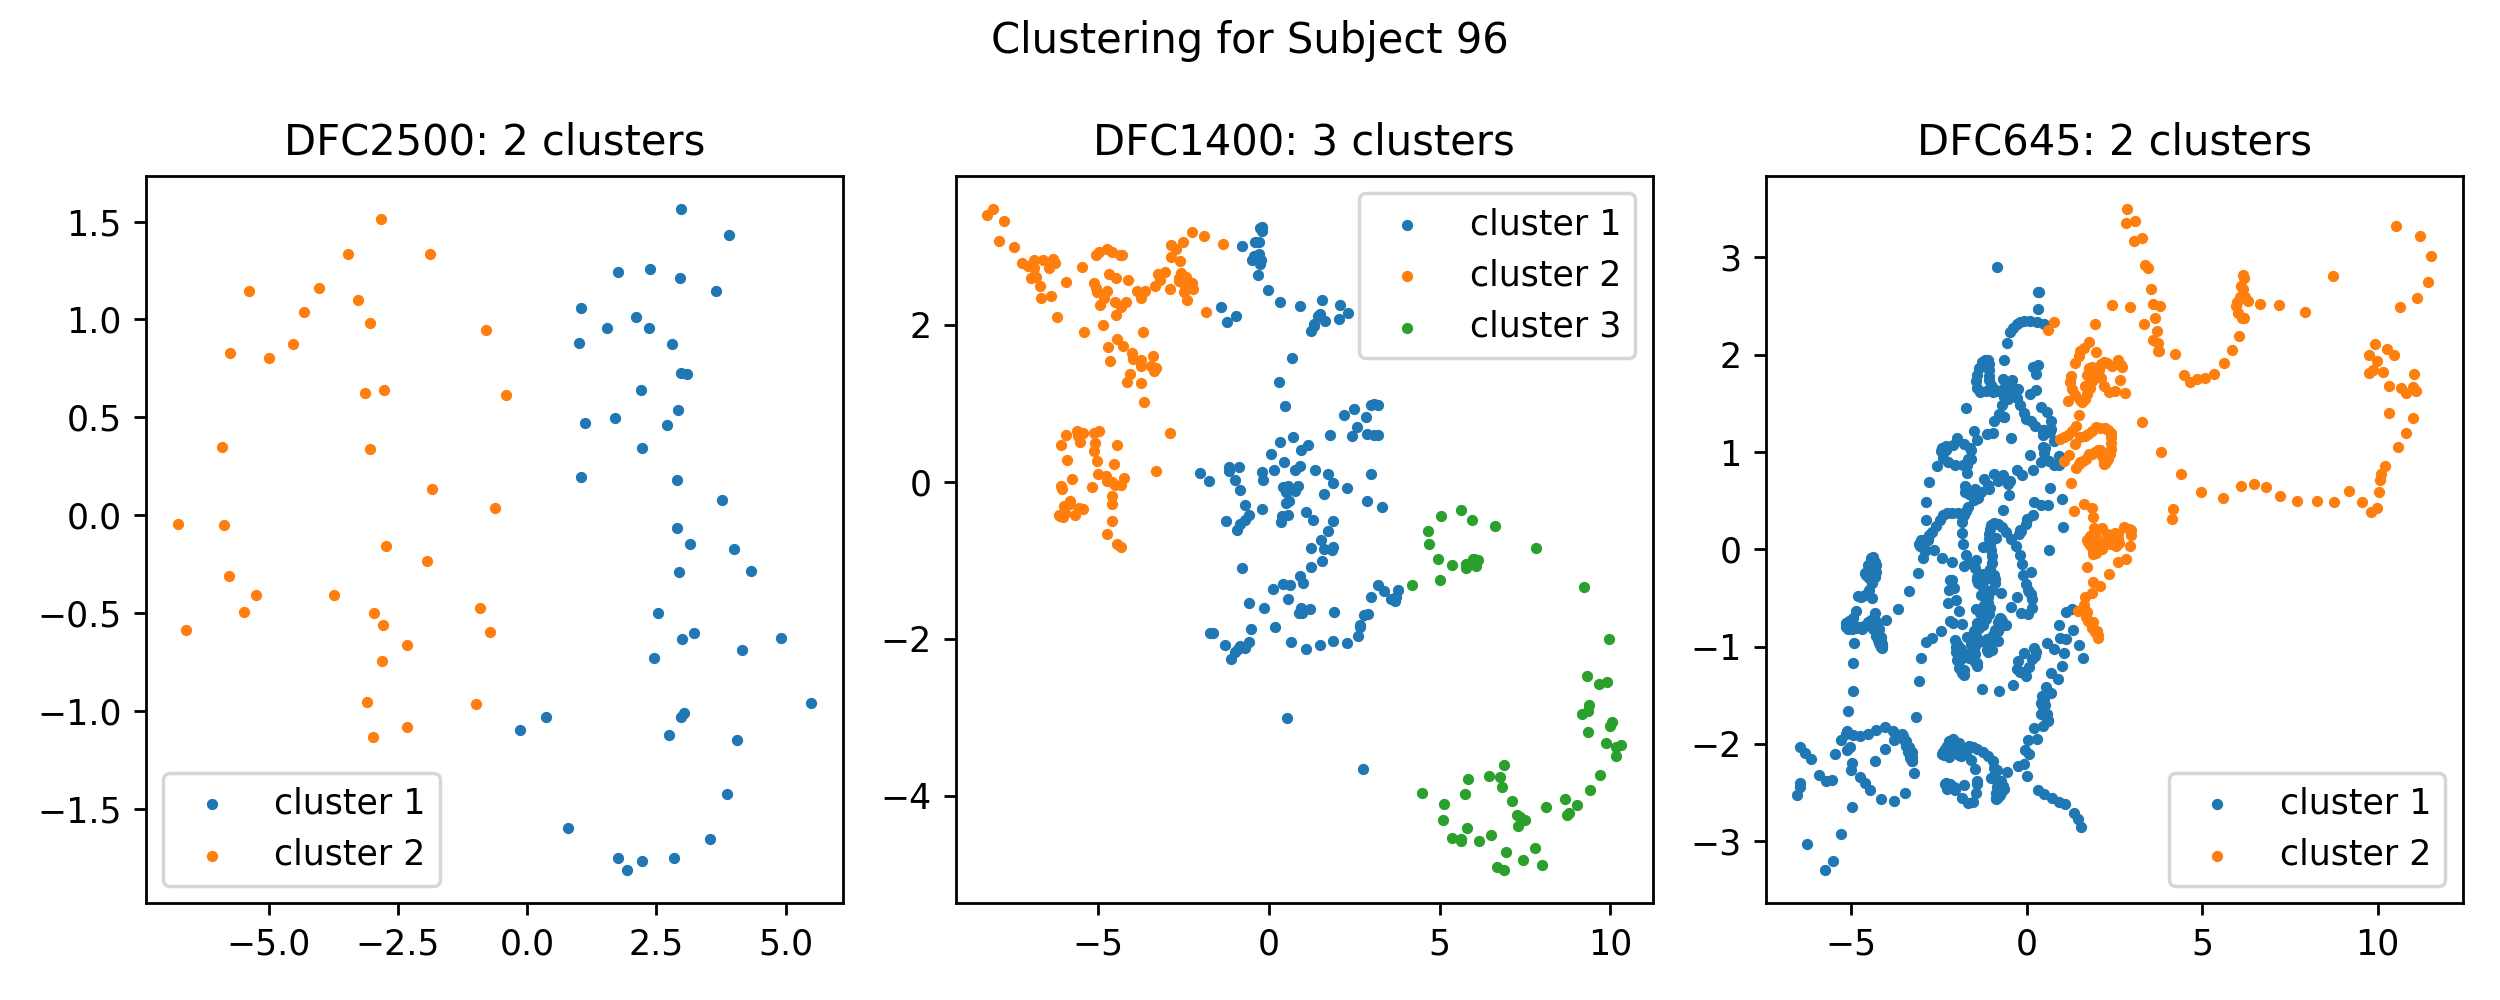 Clustering for Subject 96
DFC2500: 2 clusters
1.5
1.0
0.5
0.0
−0.5
−1.0
−1.5
−5.0 −2.5 0.0 2.5 5.0
cluster 1
cluster 2
DFC1400: 3 clusters
2
0
−2
−4
−5 0 5 10
cluster 1
cluster 2
cluster 3
DFC645: 2 clusters
3
2
1
0
−1
−2
−3
−5 0 5 10
cluster 1
cluster 2